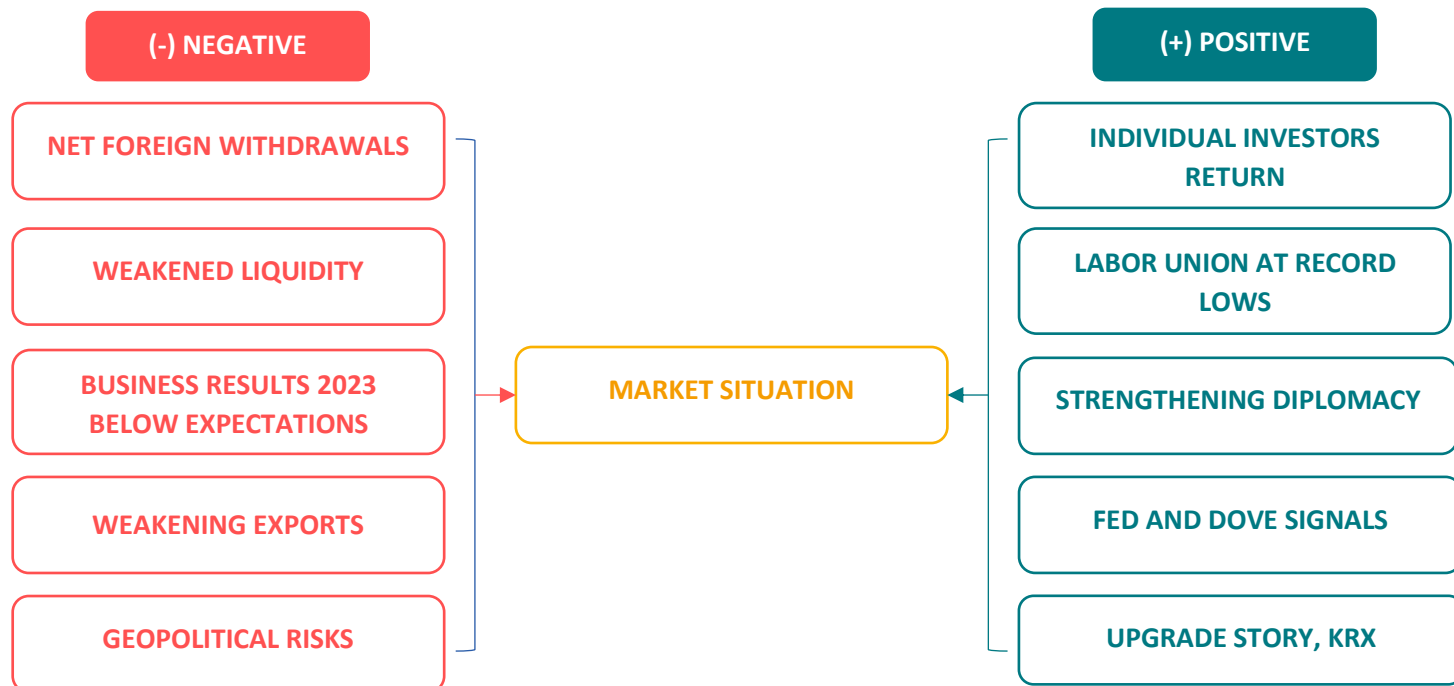 (-) NEGATIVE
NET FOREIGN WITHDRAWALS
WEAKENED LIQUIDITY
BUSINESS RESULTS 2023
BELOW EXPECTATIONS
WEAKENING EXPORTS
GEOPOLITICAL RISKS
MARKET SITUATION
(+) POSITIVE
INDIVIDUAL INVESTORS
RETURN
LABOR UNION AT RECORD
LOWS
STRENGTHENING DIPLOMACY
FED AND DOVE SIGNALS
UPGRADE STORY, KRX